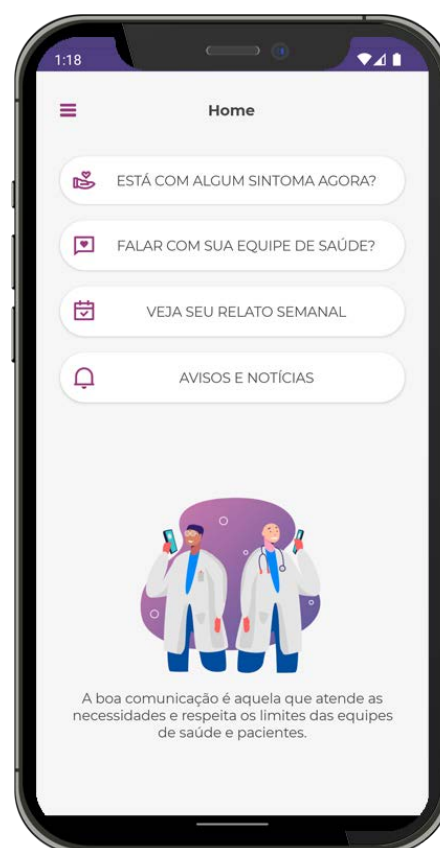 1:18
Home
ESTÁ COM ALGUM SINTOMA AGORA?
FALAR COM SUA EQUIPE DE SAÚDE?
VEJA SEU RELATO SEMANAL
AVISOS E NOTÍCIAS
A boa comunicação é aquela que atende as
necessidades e respeita os limites das equipes
de saúde e pacientes.